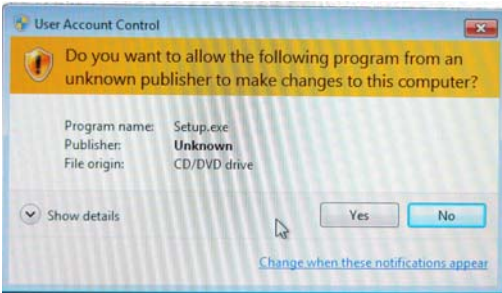 User Account Control
Do you want to allow the following program from an
unknown publisher to make changes to this computer?
Program name: Setup.exe
Publisher: Unknown
File origin: CD/DVD drive
Show details
Yes
No
Change when these notifications appear